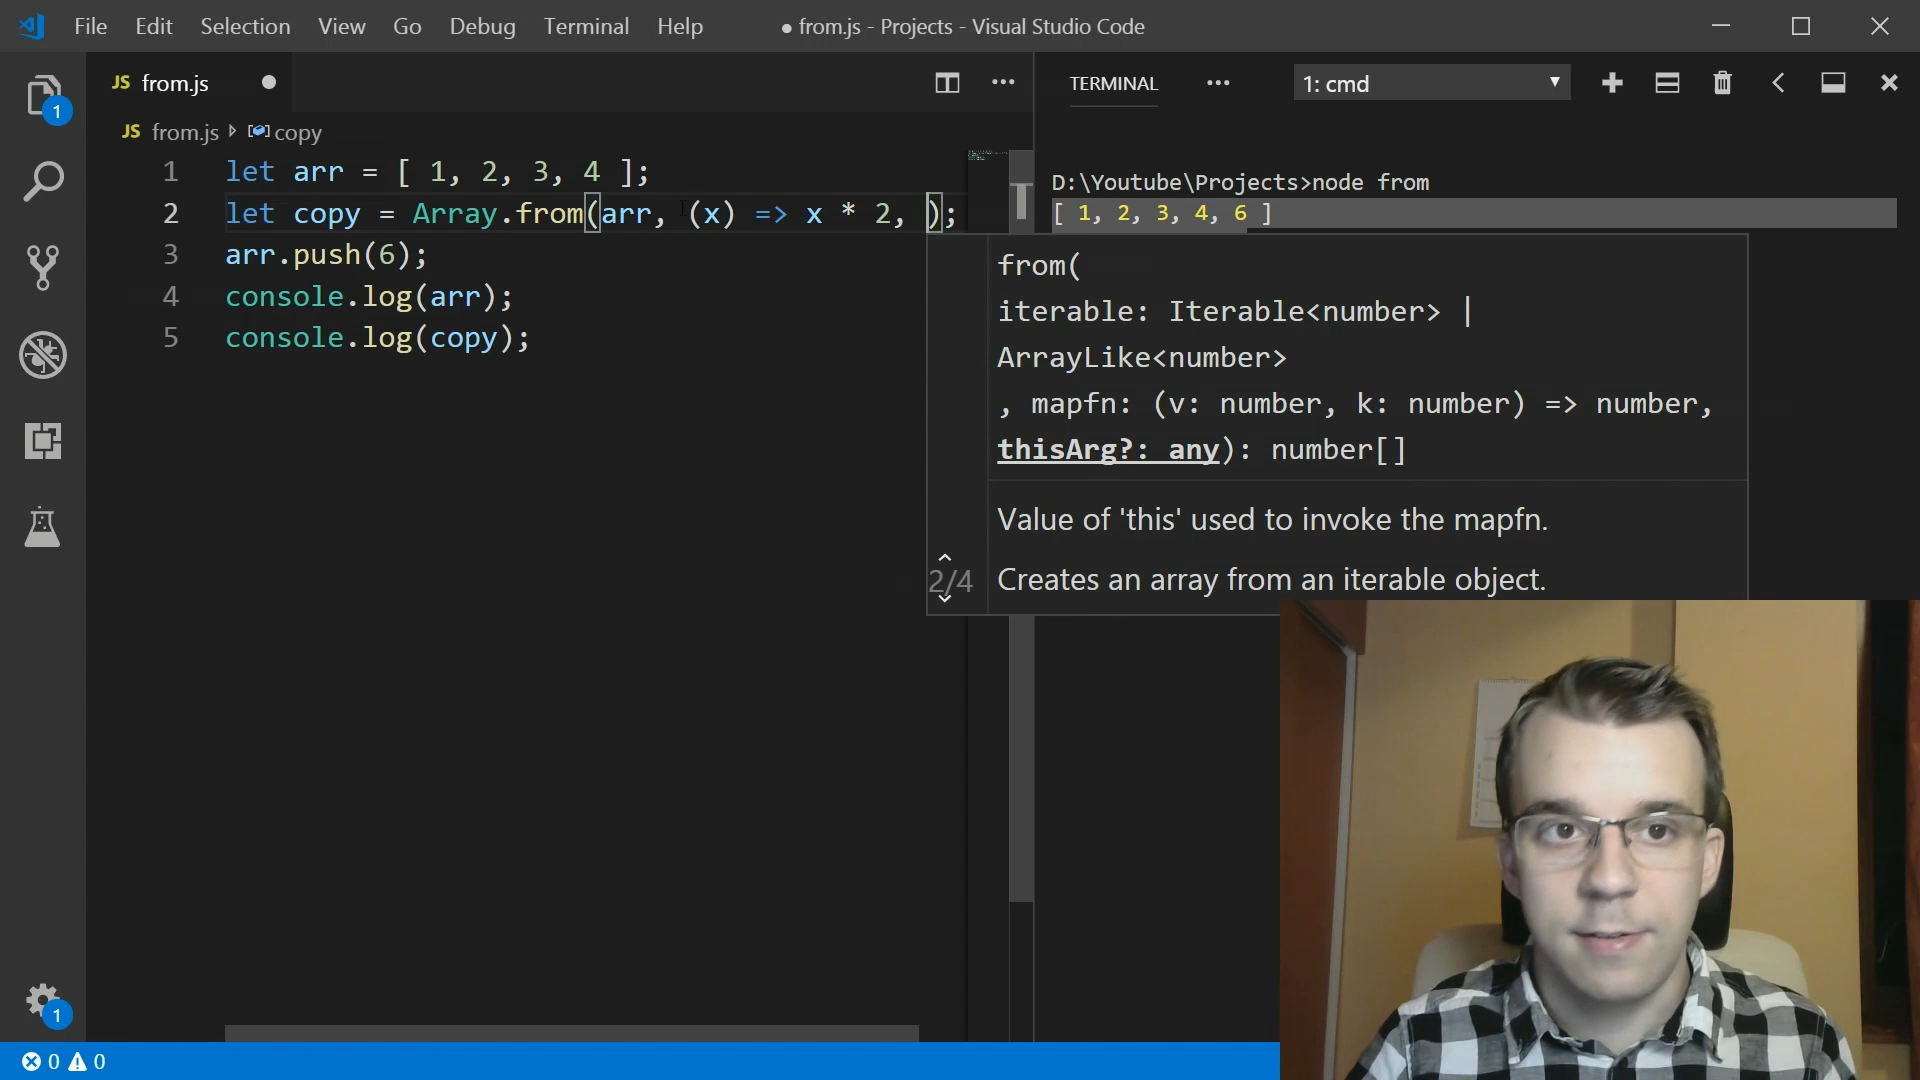 File Edit Selection View Go Debug Terminal Help
● from.js - Projects - Visual Studio Code
1
JS from.js
JS from.js copy
1 let arr = [ 1, 2, 3, 4 ];
2 let copy = Array.from(arr, (x) => x * 2, );
3 arr.push(6);
4 console.log(arr);
5 console.log(copy);
TERMINAL
1: cmd
D:\Youtube\Projects>node from
[ 1, 2, 3, 4, 6 ]
from(
iterable: Iterable<number> |
ArrayLike<number>
, mapfn: (v: number, k: number) => number,
thisArg?: any): number[]
Value of 'this' used to invoke the mapfn.
2/4
Creates an array from an iterable object.
1
0 0